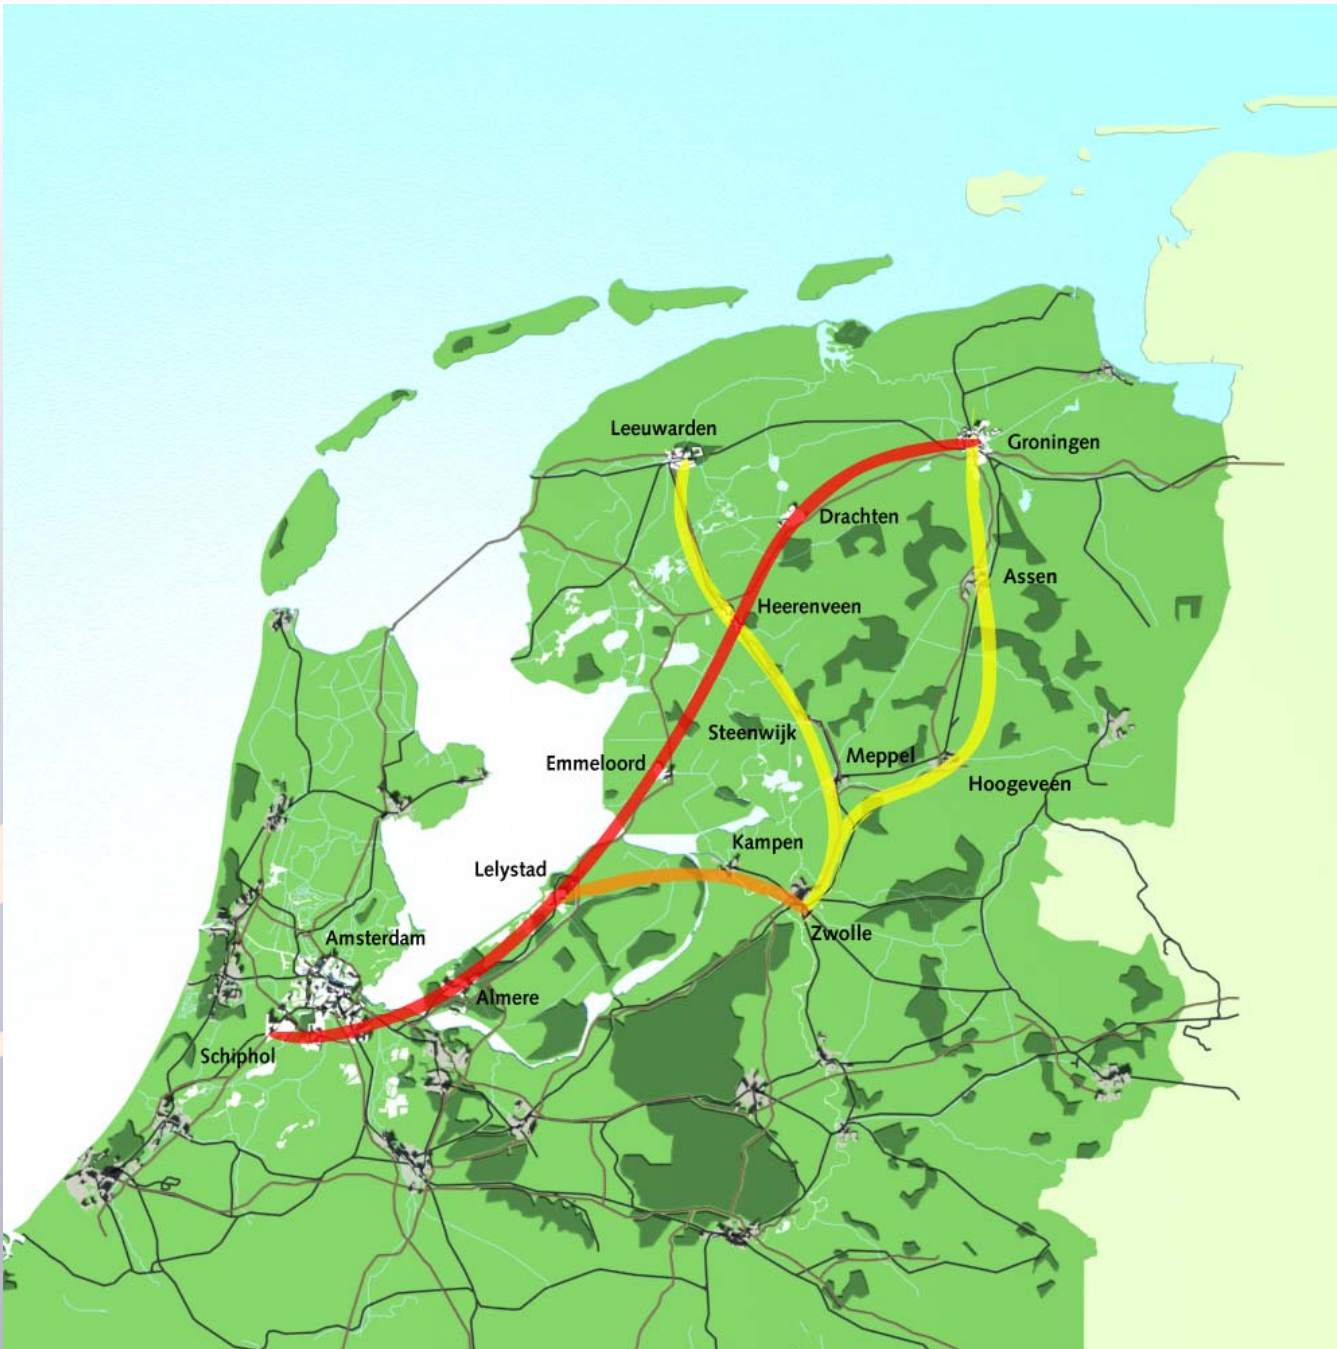 Leeuwarden
Groningen
Drachten
Assen
Heerenveen
Steenwijk
Meppel
Emmeloord
Hoogeveen
Kampen
Lelystad
Zwolle
Amsterdam
Almere
Schiphol